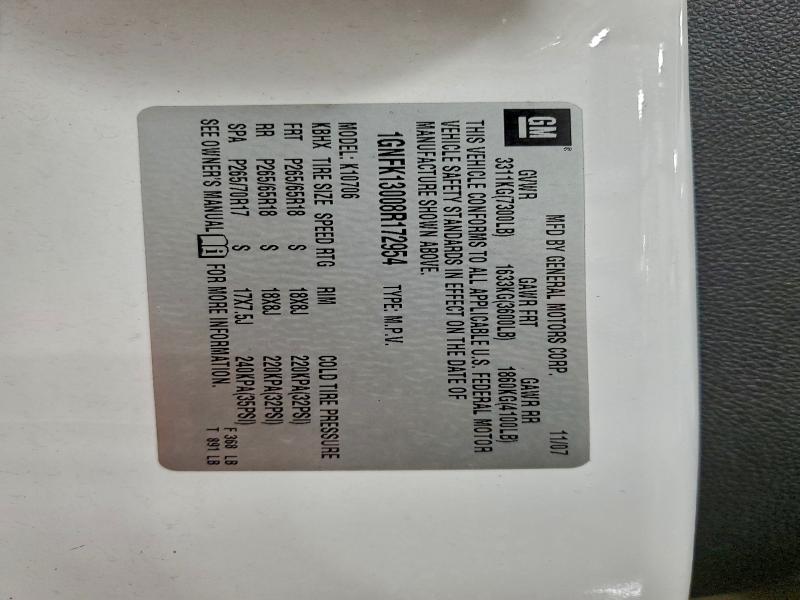 GM®
MFD BY GENERAL MOTORS CORP. 11/07
GVWR GAWR FRT GAWR RR
3311KG(7300LB) 1633KG(3600LB) 1860KG(4100LB)
THIS VEHICLE CONFORMS TO ALL APPLICABLE U.S. FEDERAL MOTOR
VEHICLE SAFETY STANDARDS IN EFFECT ON THE DATE OF
MANUFACTURE SHOWN ABOVE.
1GNFK13008R172954 TYPE: M.P.V.
MODEL: K10706
KBHX TIRE SIZE SPEED RTG RIM COLD TIRE PRESSURE
FRT P265/65R18 S 18X8J 220KPA(32PSI)
RR P265/65R18 S 18X8J 220KPA(32PSI)
SPA P265/70R17 S 17X7.5J 240KPA(35PSI)
SEE OWNER'S MANUAL FOR MORE INFORMATION.
F 368 LB
T 891 LB